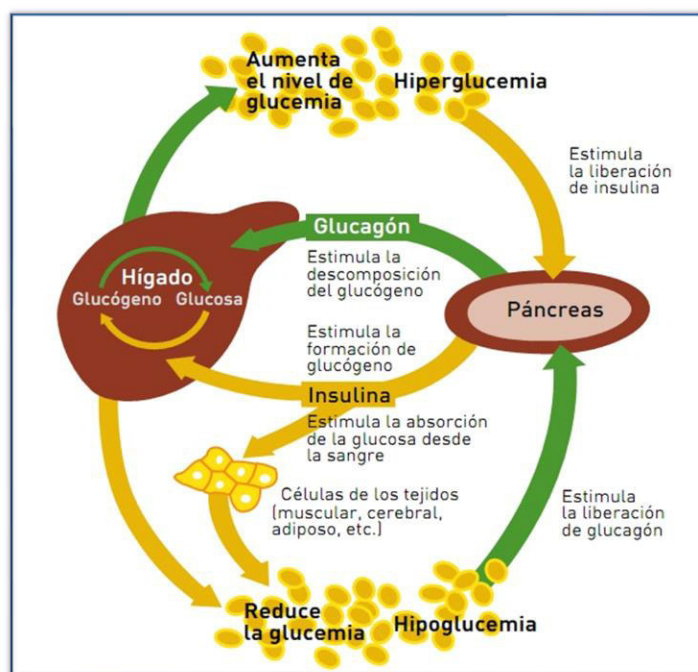 Aumenta
el nivel de
glucemia
Hiperglucemia
Estimula
la liberación
de insulina
Glucagón
Estimula la
descomposición
del glucógeno
Hígado
Glucógeno Glucosa
Páncreas
Estimula la
formación de
glucógeno
Insulina
Estimula la absorción
de la glucosa desde
la sangre
Células de los tejidos
(muscular, cerebral,
adiposo, etc.)
Estimula
la liberación
de glucagón
Reduce
la glucemia
Hipoglucemia